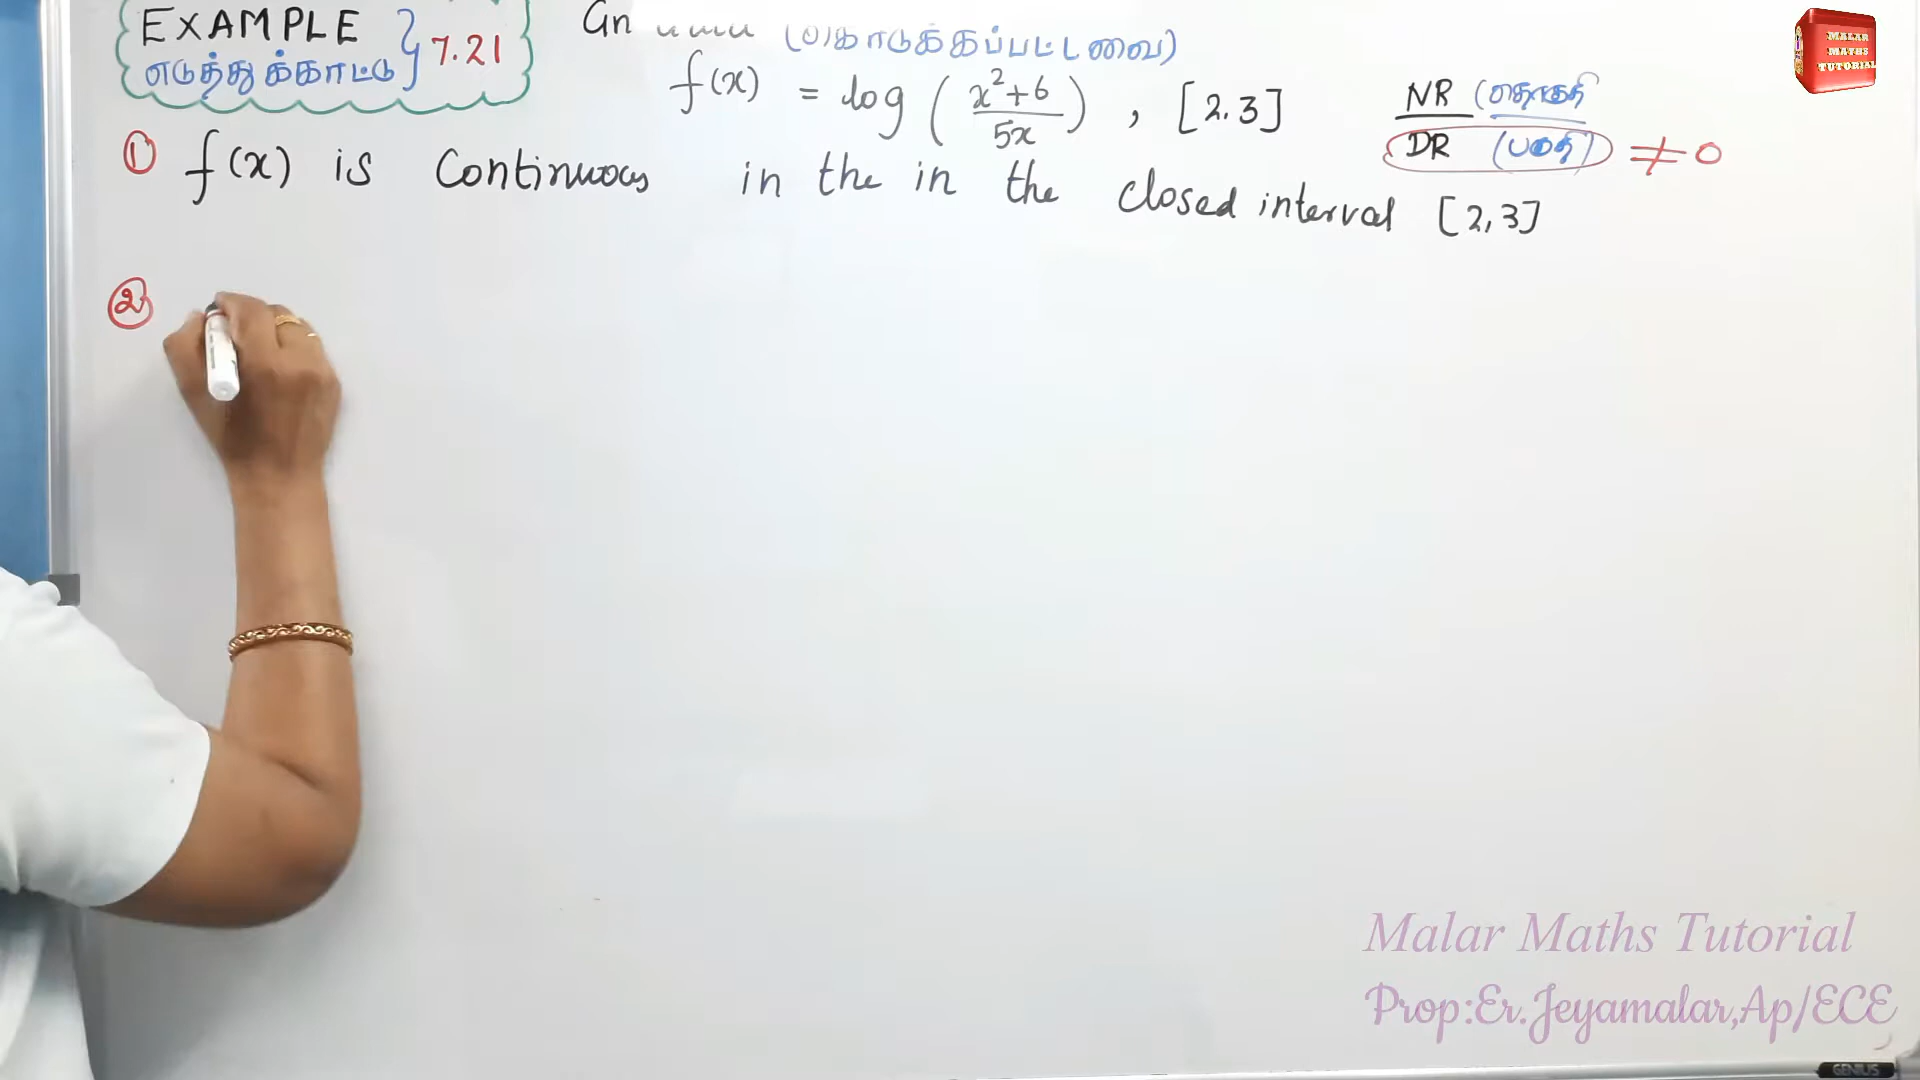 EXAMPLE
எடுத்துக்காட்டு } 7.21
(கொடுக்கப்பட்டவை)
f(x) = log ( x²+6 / 5x ) , [2.3]
NR
DR (பகுதி) ≠ 0
① f(x) is Continuous in the in the closed interval [2,3]
②
MALAR
MATHS
TUTORIAL
Malar Maths Tutorial
Prop:Er.Jeyamalar,Ap/ECE
GENIUS